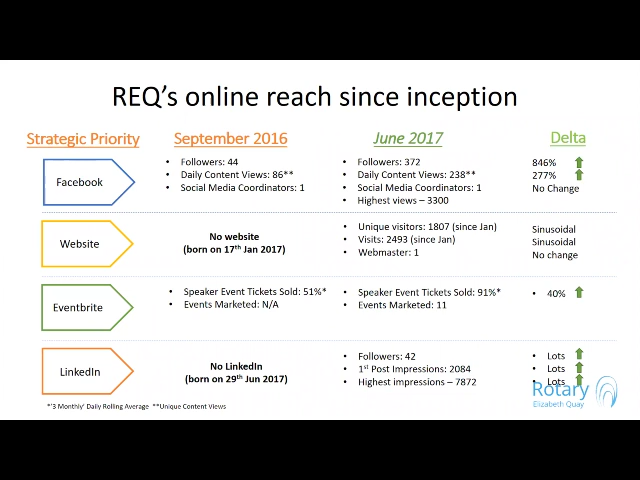 REQ's online reach since inception
Strategic Priority September 2016 June 2017 Delta
Facebook
• Followers: 44
• Daily Content Views: 86**
• Social Media Coordinators: 1
• Followers: 372
• Daily Content Views: 238**
• Social Media Coordinators: 1
• Highest views – 3300
846%
277%
No Change
Website
No website
(born on 17th Jan 2017)
• Unique visitors: 1807 (since Jan)
• Visits: 2493 (since Jan)
• Webmaster: 1
Sinusoidal
Sinusoidal
No change
Eventbrite
• Speaker Event Tickets Sold: 51%*
• Events Marketed: N/A
• Speaker Event Tickets Sold: 91%*
• Events Marketed: 11
• 40%
LinkedIn
No LinkedIn
(born on 29th Jun 2017)
• Followers: 42
• 1st Post Impressions: 2084
• Highest impressions – 7872
• Lots
• Lots
• Lots
*'3 Monthly' Daily Rolling Average **Unique Content Views
Rotary
Elizabeth Quay